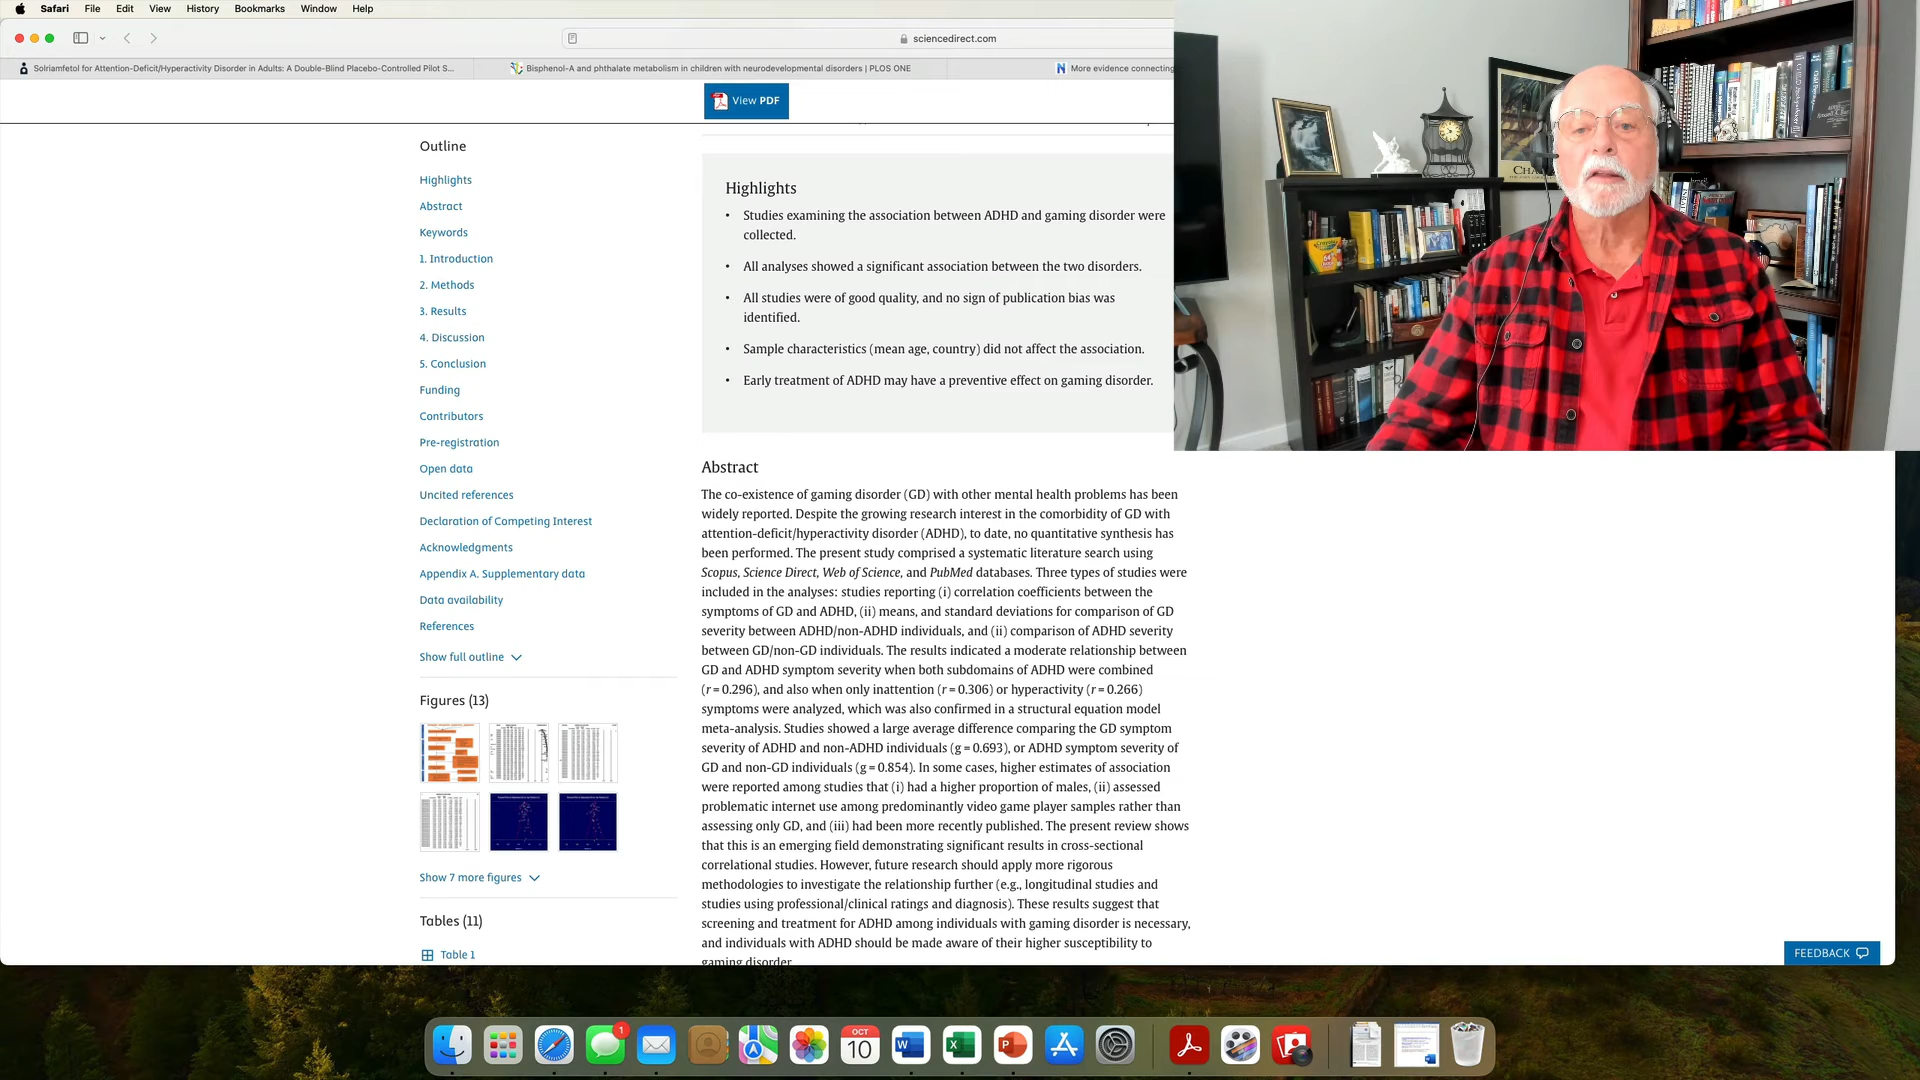 Safari File Edit View History Bookmarks Window Help
sciencedirect.com
Solriamfetol for Attention-Deficit/Hyperactivity Disorder in Adults: A Double-Blind Placebo-Controlled Pilot S...
Bisphenol-A and phthalate metabolism in children with neurodevelopmental disorders | PLOS ONE
More evidence connecting
View PDF
Outline
Highlights
Abstract
Keywords
1. Introduction
2. Methods
3. Results
4. Discussion
5. Conclusion
Funding
Contributors
Pre-registration
Open data
Uncited references
Declaration of Competing Interest
Acknowledgments
Appendix A. Supplementary data
Data availability
References
Show full outline
Figures (13)
Show 7 more figures
Tables (11)
Table 1
Highlights
• Studies examining the association between ADHD and gaming disorder were
collected.
• All analyses showed a significant association between the two disorders.
• All studies were of good quality, and no sign of publication bias was
identified.
• Sample characteristics (mean age, country) did not affect the association.
• Early treatment of ADHD may have a preventive effect on gaming disorder.
Abstract
The co-existence of gaming disorder (GD) with other mental health problems has been
widely reported. Despite the growing research interest in the comorbidity of GD with
attention-deficit/hyperactivity disorder (ADHD), to date, no quantitative synthesis has
been performed. The present study comprised a systematic literature search using
Scopus, Science Direct, Web of Science, and PubMed databases. Three types of studies were
included in the analyses: studies reporting (i) correlation coefficients between the
symptoms of GD and ADHD, (ii) means, and standard deviations for comparison of GD
severity between ADHD/non-ADHD individuals, and (ii) comparison of ADHD severity
between GD/non-GD individuals. The results indicated a moderate relationship between
GD and ADHD symptom severity when both subdomains of ADHD were combined
(r = 0.296), and also when only inattention (r = 0.306) or hyperactivity (r = 0.266)
symptoms were analyzed, which was also confirmed in a structural equation model
meta-analysis. Studies showed a large average difference comparing the GD symptom
severity of ADHD and non-ADHD individuals (g = 0.693), or ADHD symptom severity of
GD and non-GD individuals (g = 0.854). In some cases, higher estimates of association
were reported among studies that (i) had a higher proportion of males, (ii) assessed
problematic internet use among predominantly video game player samples rather than
assessing only GD, and (iii) had been more recently published. The present review shows
that this is an emerging field demonstrating significant results in cross-sectional
correlational studies. However, future research should apply more rigorous
methodologies to investigate the relationship further (e.g., longitudinal studies and
studies using professional/clinical ratings and diagnosis). These results suggest that
screening and treatment for ADHD among individuals with gaming disorder is necessary,
and individuals with ADHD should be made aware of their higher susceptibility to
gaming disorder.
FEEDBACK
1
OCT
10
W
X
P